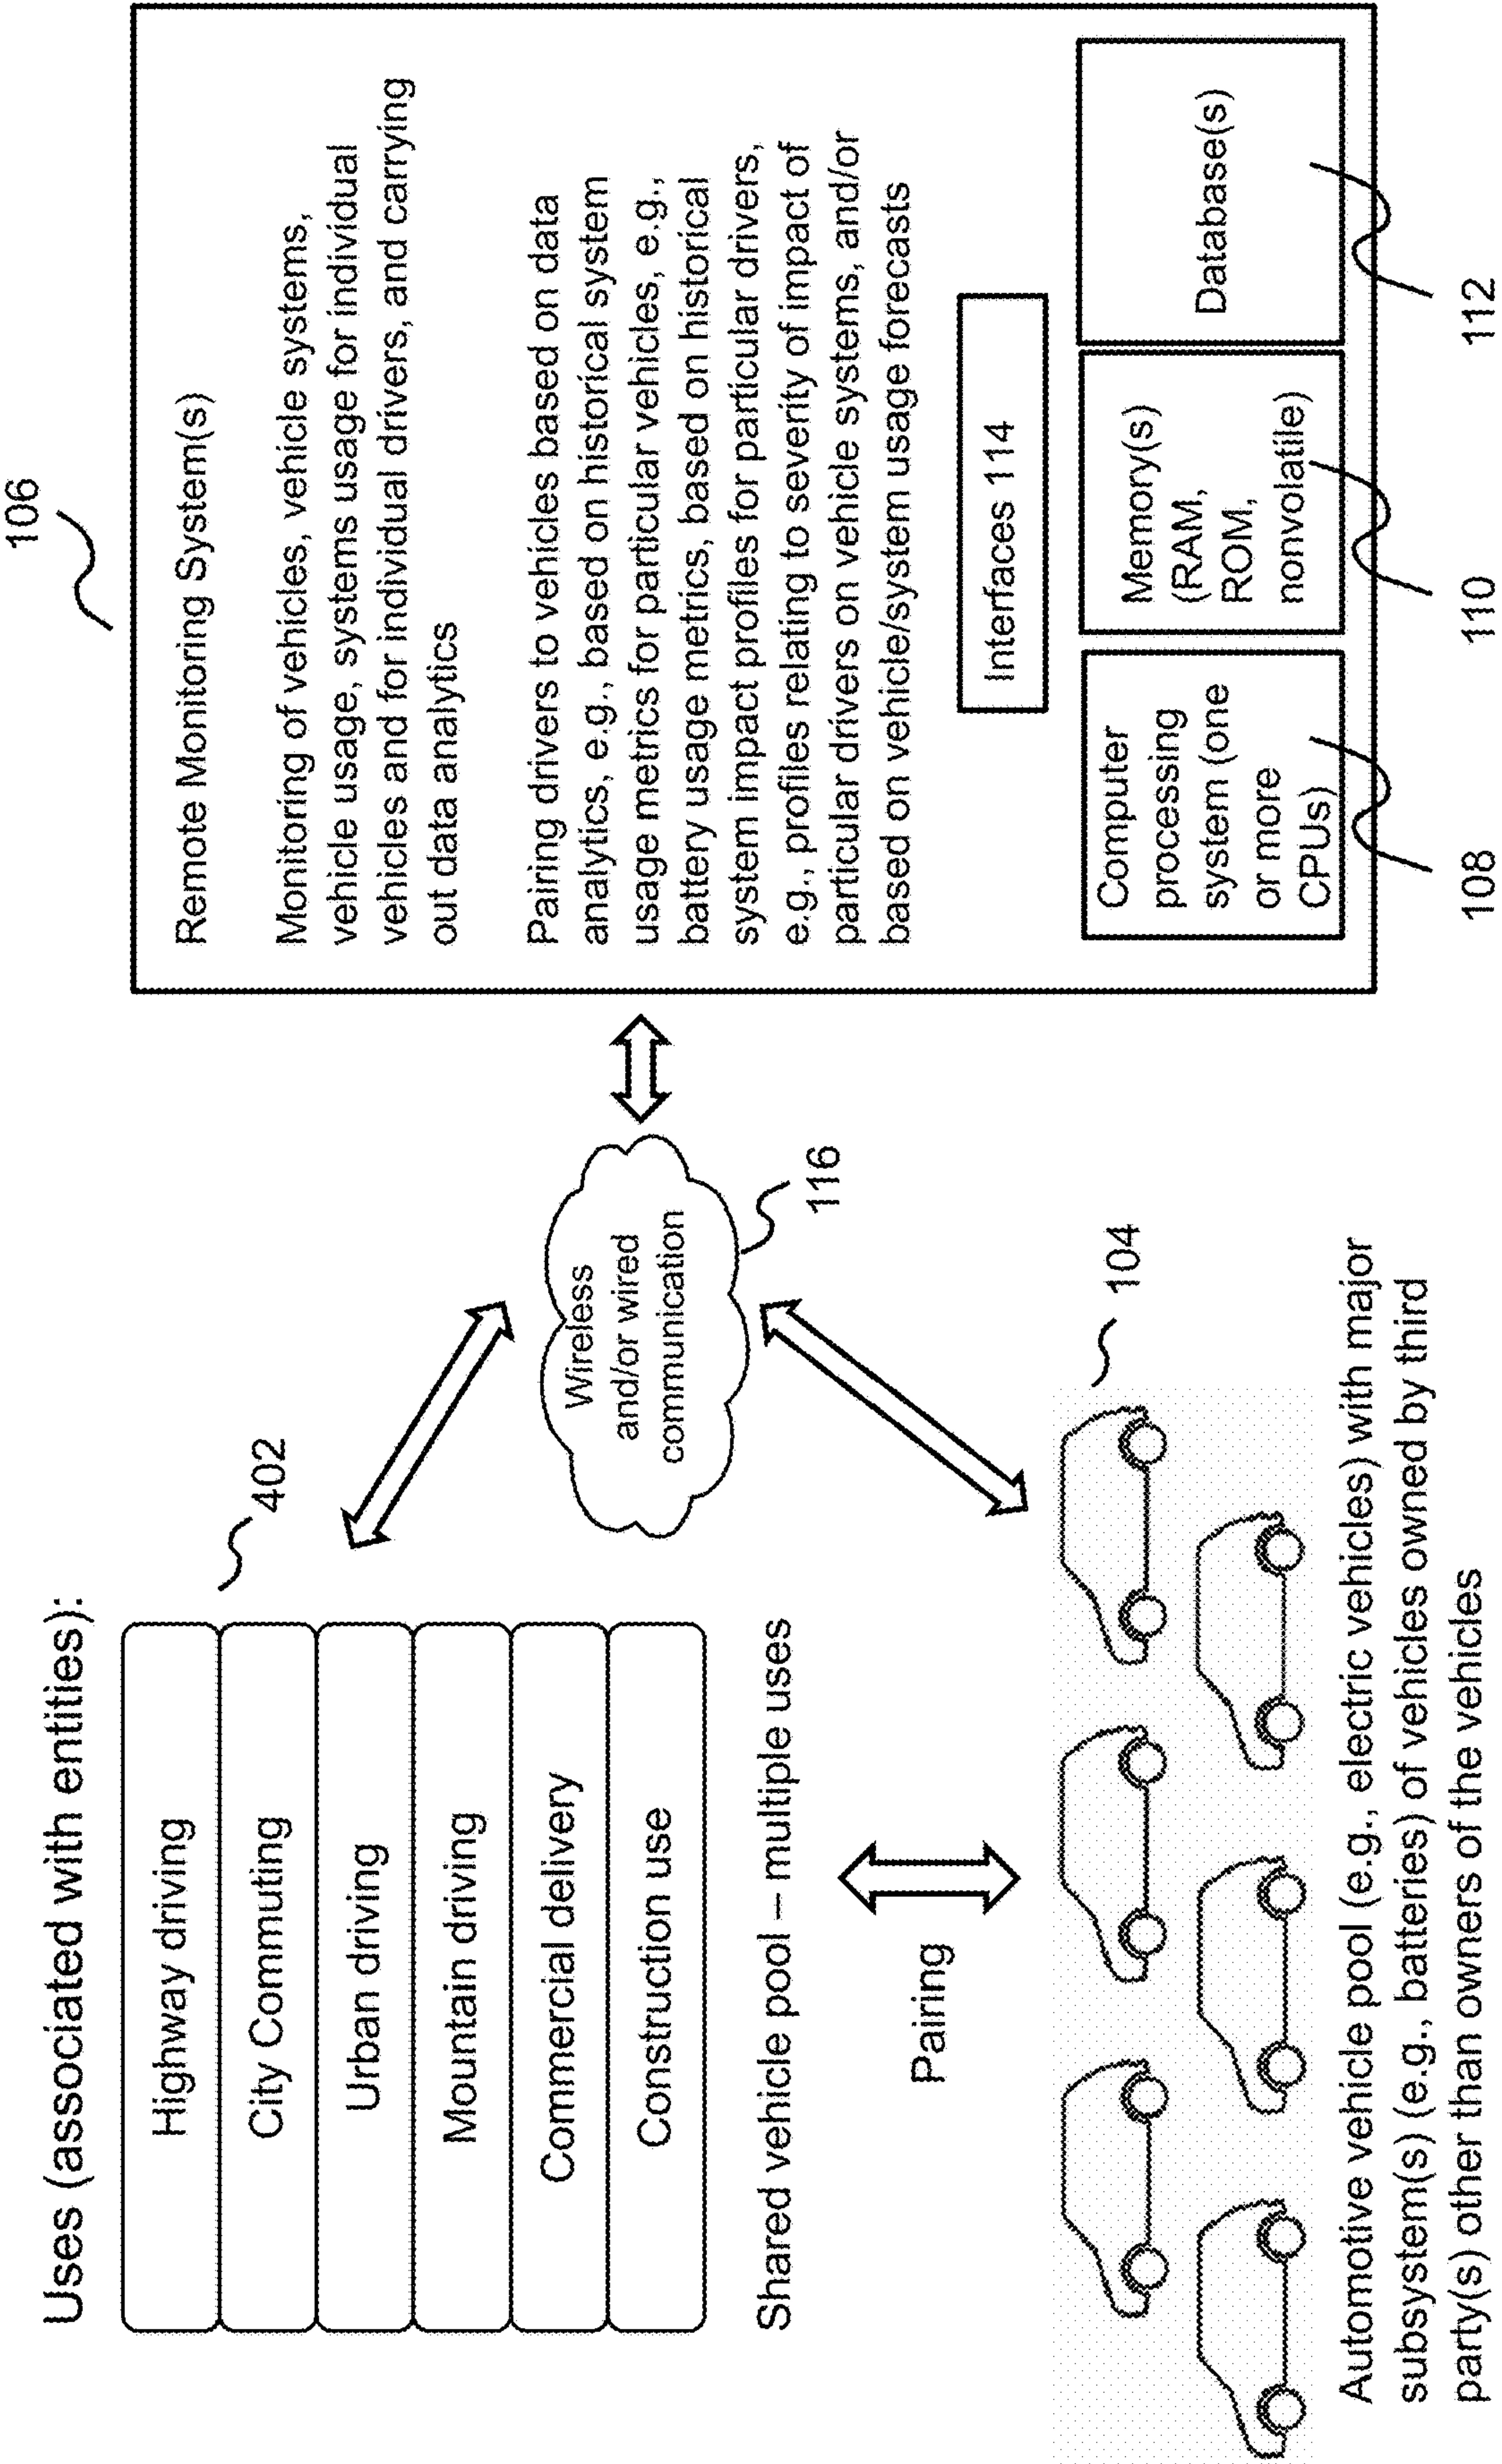 Uses (associated with entities):
402
Highway driving
City Commuting
Urban driving
Mountain driving
Commercial delivery
Construction use
Shared vehicle pool – multiple uses
Pairing
104
Automotive vehicle pool (e.g., electric vehicles) with major
subsystem(s) (e.g., batteries) of vehicles owned by third
party(s) other than owners of the vehicles
Wireless
and/or wired
communication
116
106
Remote Monitoring System(s)
Monitoring of vehicles, vehicle systems,
vehicle usage, systems usage for individual
vehicles and for individual drivers, and carrying
out data analytics
Pairing drivers to vehicles based on data
analytics, e.g., based on historical system
usage metrics for particular vehicles, e.g.,
battery usage metrics, based on historical
system impact profiles for particular drivers,
e.g., profiles relating to severity of impact of
particular drivers on vehicle systems, and/or
based on vehicle/system usage forecasts
Interfaces 114
Computer
processing
system (one
or more
CPUs)
Memory(s)
(RAM,
ROM,
nonvolatile)
Database(s)
108
110
112